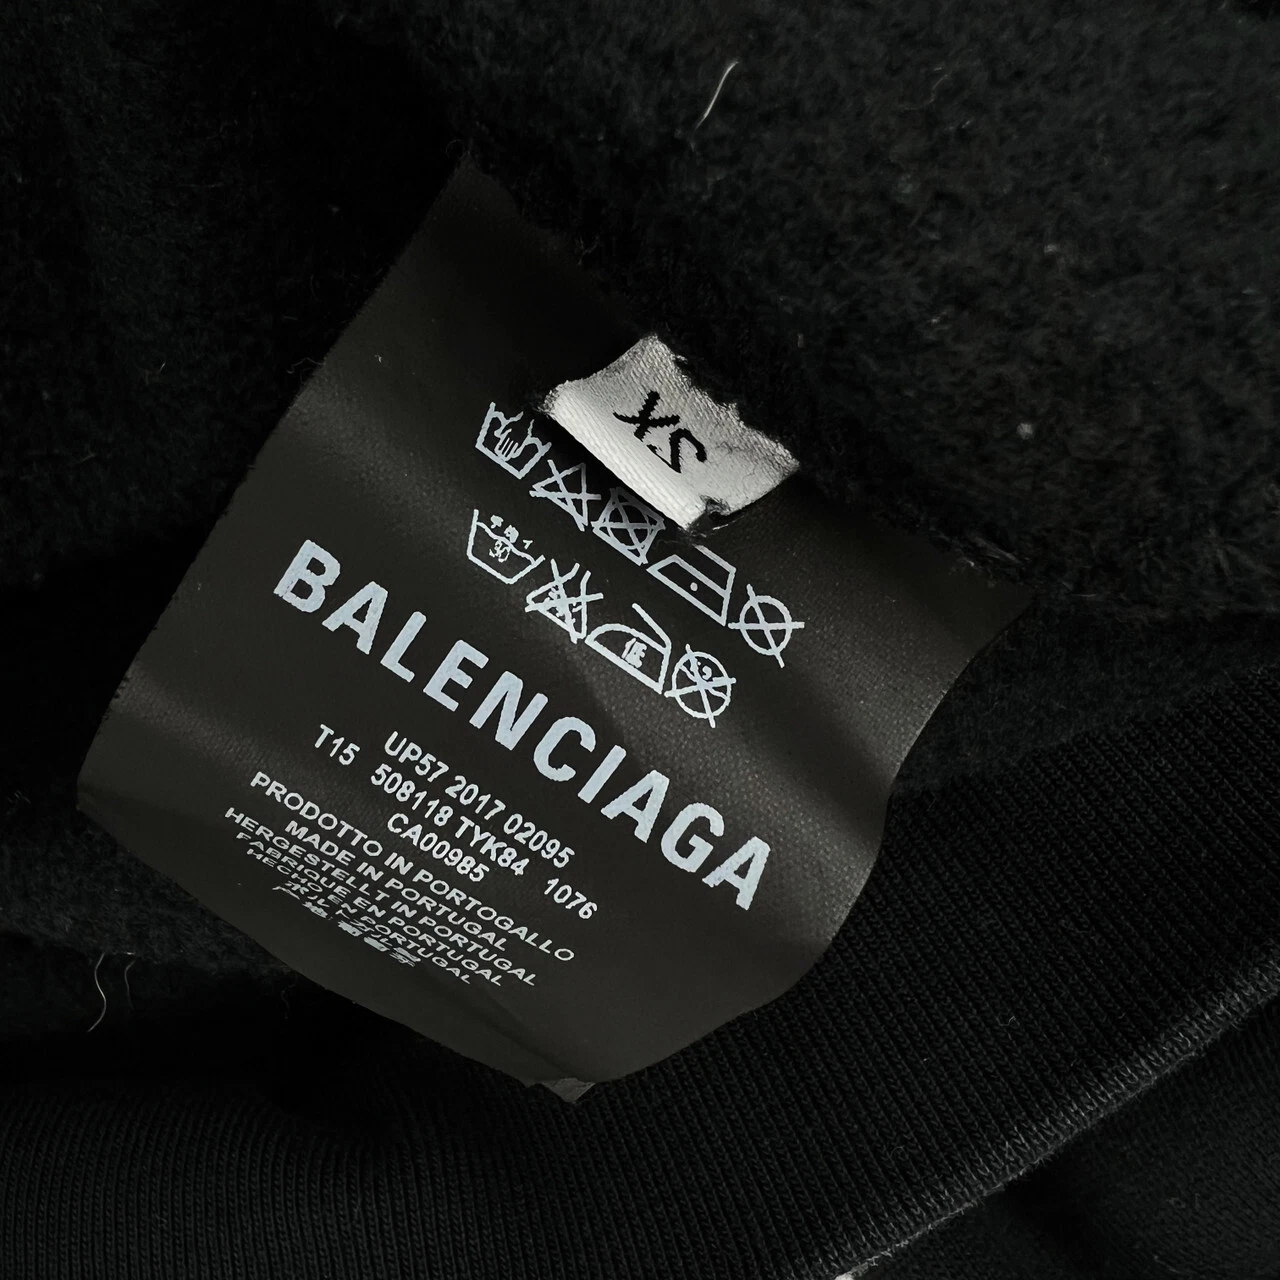 XS
BALENCIAGA
UP57 2017 02095
T15 508118 TYK84 1076
CA00985
PRODOTTO IN PORTOGALLO
MADE IN PORTUGAL
HERGESTELLT IN PORTUGAL
FABRIQUE EN PORTUGAL
HECHO EN PORTUGAL